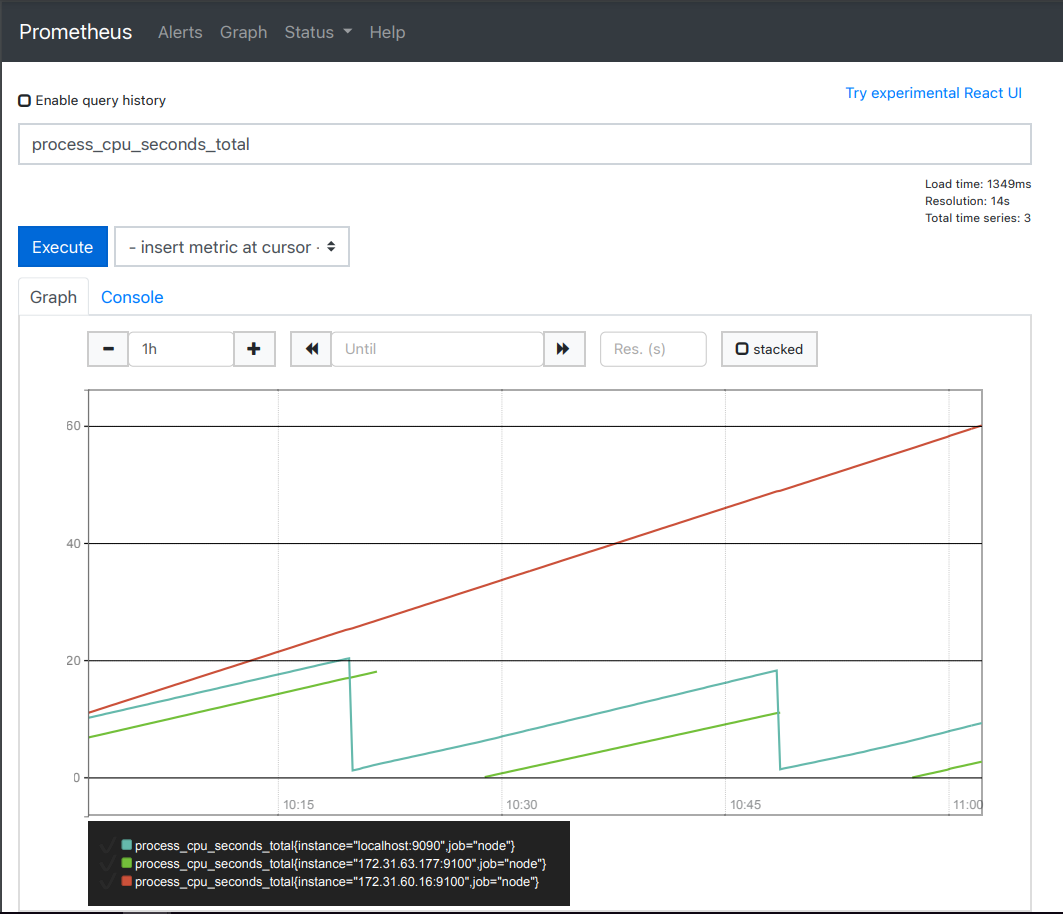 Prometheus Alerts Graph Status Help
Enable query history
Try experimental React UI
process_cpu_seconds_total
Load time: 1349ms
Resolution: 14s
Total time series: 3
Execute
- insert metric at cursor -
Graph Console
1h Until Res. (s) stacked
60
40
20
0
10:15 10:30 10:45 11:00
process_cpu_seconds_total{instance="localhost:9090",job="node"}
process_cpu_seconds_total{instance="172.31.63.177:9100",job="node"}
process_cpu_seconds_total{instance="172.31.60.16:9100",job="node"}